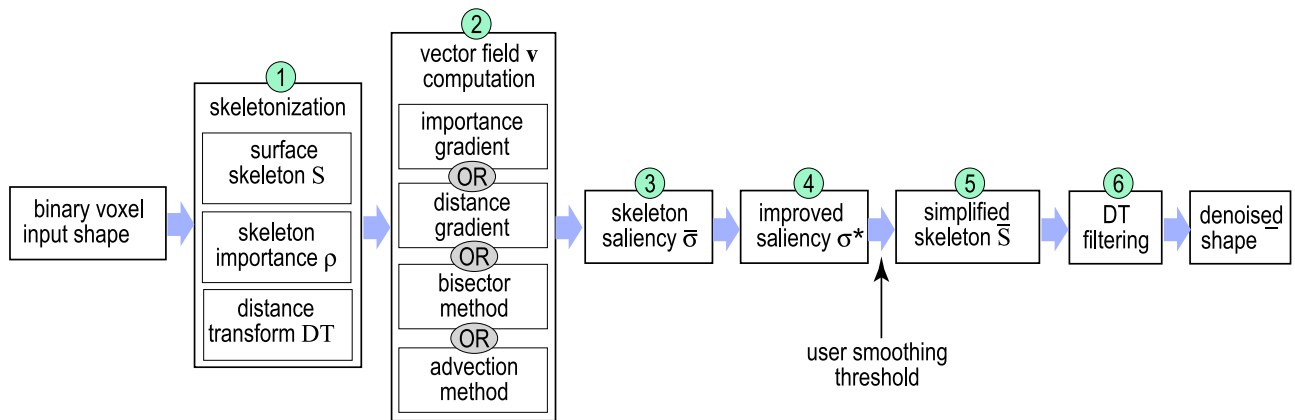 binary voxel
input shape
1
skeletonization
surface
skeleton S
skeleton
importance ρ
distance
transform DT
2
vector field v
computation
importance
gradient
OR
distance
gradient
OR
bisector
method
OR
advection
method
3
skeleton
saliency σ̅
4
improved
saliency σ*
user smoothing
threshold
5
simplified
skeleton S̅
6
DT
filtering
denoised
shape